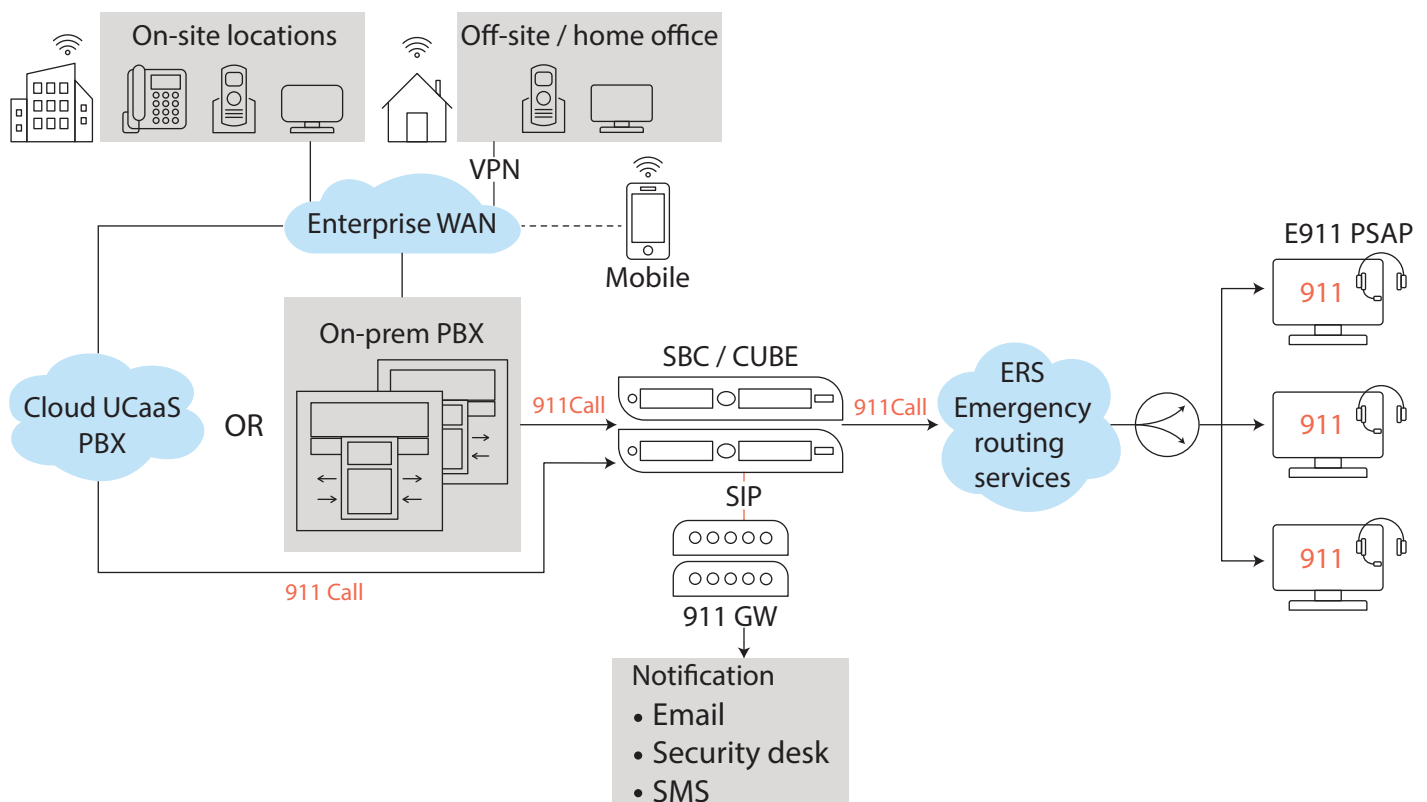 On-site locations
Off-site / home office
VPN
Enterprise WAN
Mobile
E911 PSAP
911
On-prem PBX
SBC / CUBE
ERS
Emergency
routing
services
Cloud UCaaS
PBX
OR
911Call
911Call
911
SIP
911
911 Call
911 GW
Notification
• Email
• Security desk
• SMS